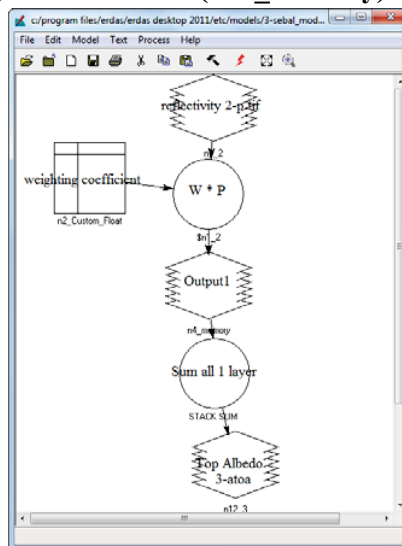 c:/program files/erdas/erdas desktop 2011/etc/models/3-sebal_mod...
File Edit Model Text Process Help
reflectivity 2-p.tif
weighting coefficient
W * P
n2_Custom_Float
$n1_2
Output1
n4_memory
Sum all 1 layer
STACK SUM
Top Albedo
3-atoa
n12_3